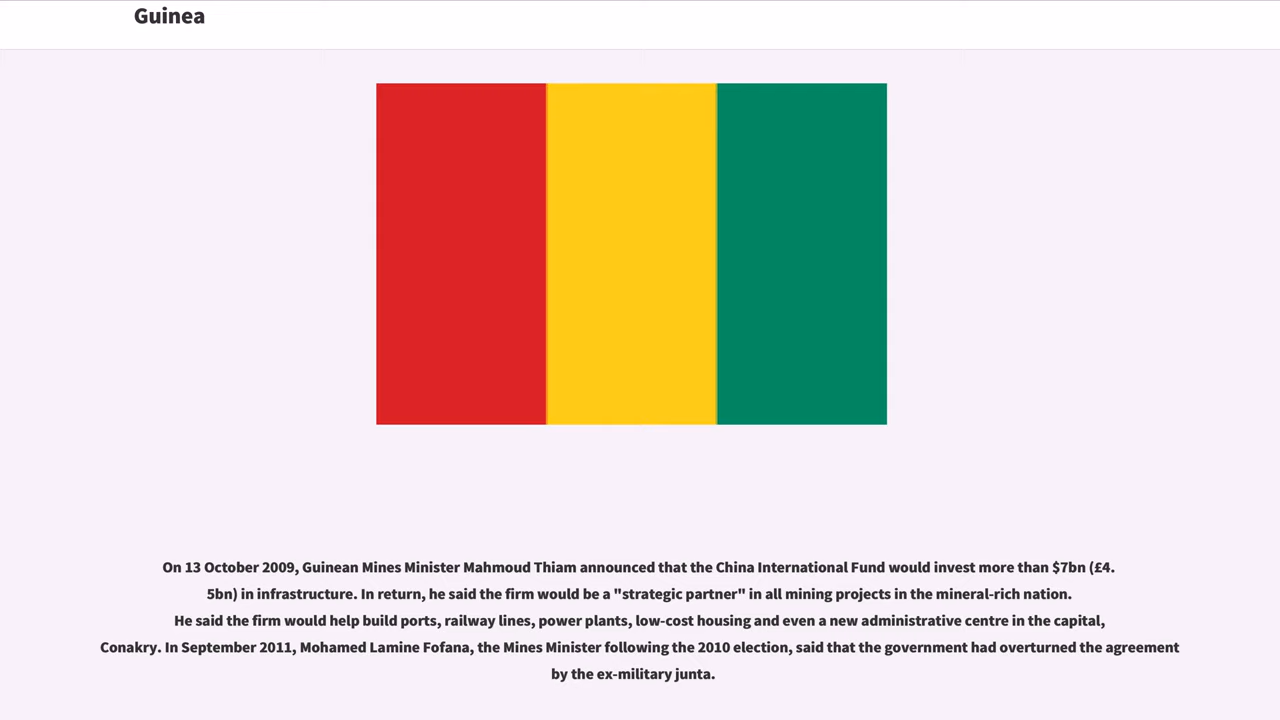 Guinea
On 13 October 2009, Guinean Mines Minister Mahmoud Thiam announced that the China International Fund would invest more than $7bn (£4.
5bn) in infrastructure. In return, he said the firm would be a "strategic partner" in all mining projects in the mineral-rich nation.
He said the firm would help build ports, railway lines, power plants, low-cost housing and even a new administrative centre in the capital,
Conakry. In September 2011, Mohamed Lamine Fofana, the Mines Minister following the 2010 election, said that the government had overturned the agreement
by the ex-military junta.